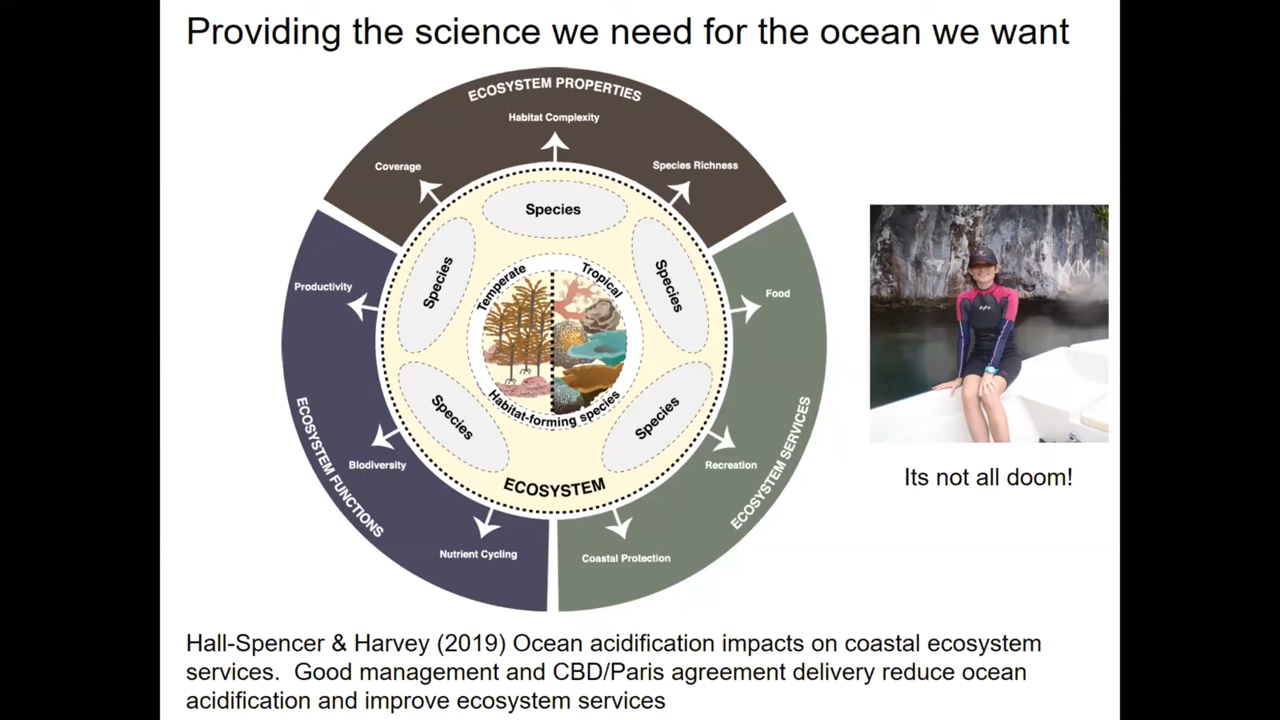 Providing the science we need for the ocean we want
ECOSYSTEM PROPERTIES
Habitat Complexity
Coverage
Species Richness
Species
Species
Species
Temperate
Tropical
Productivity
Food
Habitat-forming species
Species
Species
Biodiversity
Recreation
ECOSYSTEM
ECOSYSTEM FUNCTIONS
ECOSYSTEM SERVICES
Nutrient Cycling
Coastal Protection
XXIX
Its not all doom!
Hall-Spencer & Harvey (2019) Ocean acidification impacts on coastal ecosystem
services.  Good management and CBD/Paris agreement delivery reduce ocean
acidification and improve ecosystem services